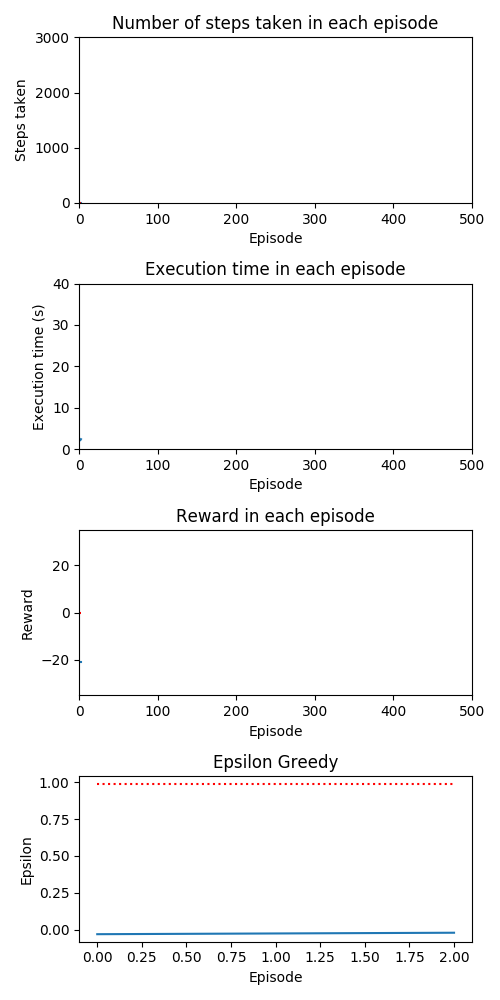 Number of steps taken in each episode
3000
2000
1000
0
Steps taken
0 100 200 300 400 500
Episode
Execution time in each episode
40
30
20
10
0
Execution time (s)
0 100 200 300 400 500
Episode
Reward in each episode
20
0
−20
Reward
0 100 200 300 400 500
Episode
Epsilon Greedy
1.00
0.75
0.50
0.25
0.00
Epsilon
0.00 0.25 0.50 0.75 1.00 1.25 1.50 1.75 2.00
Episode